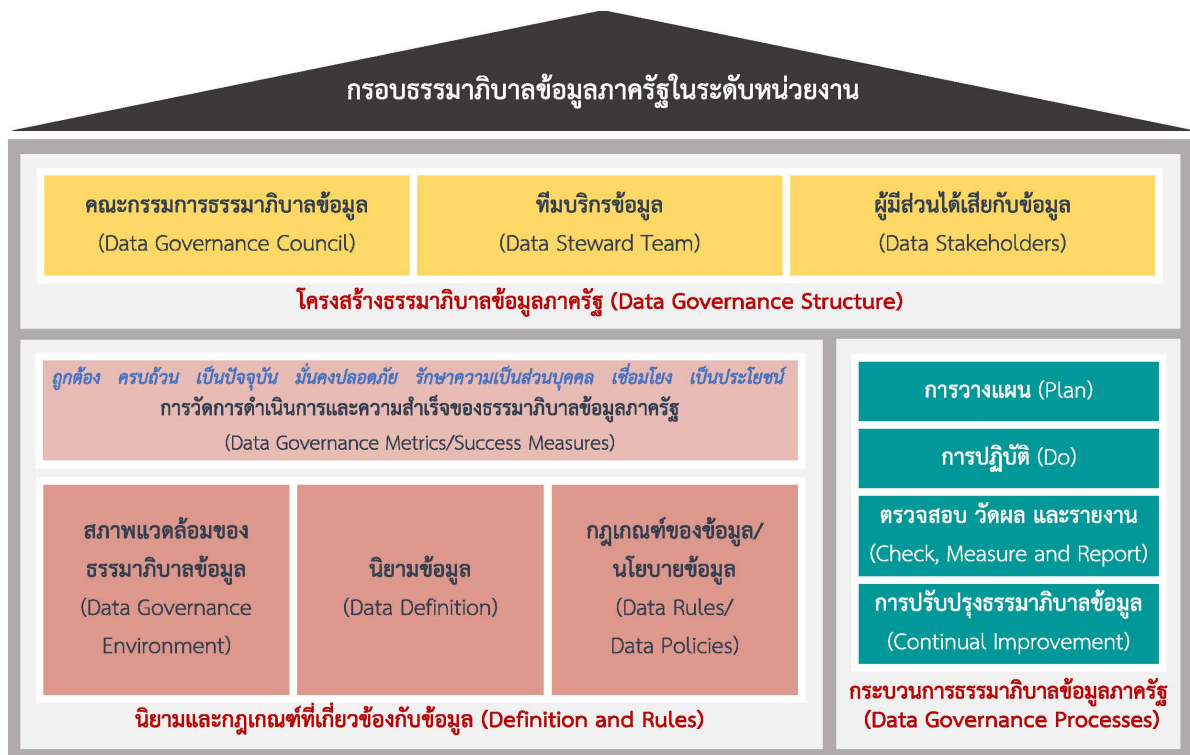 กรอบธรรมาภิบาลข้อมูลภาครัฐในระดับหน่วยงาน
คณะกรรมการธรรมาภิบาลข้อมูล
(Data Governance Council)
ทีมบริกรข้อมูล
(Data Steward Team)
ผู้มีส่วนได้เสียกับข้อมูล
(Data Stakeholders)
โครงสร้างธรรมาภิบาลข้อมูลภาครัฐ (Data Governance Structure)
ถูกต้อง ครบถ้วน เป็นปัจจุบัน มั่นคงปลอดภัย รักษาความเป็นส่วนบุคคล เชื่อมโยง เป็นประโยชน์
การวัดการดำเนินการและความสำเร็จของธรรมาภิบาลข้อมูลภาครัฐ
(Data Governance Metrics/Success Measures)
สภาพแวดล้อมของ
ธรรมาภิบาลข้อมูล
(Data Governance
Environment)
นิยามข้อมูล
(Data Definition)
กฎเกณฑ์ของข้อมูล/
นโยบายข้อมูล
(Data Rules/
Data Policies)
นิยามและกฎเกณฑ์ที่เกี่ยวข้องกับข้อมูล (Definition and Rules)
การวางแผน (Plan)
การปฏิบัติ (Do)
ตรวจสอบ วัดผล และรายงาน
(Check, Measure and Report)
การปรับปรุงธรรมาภิบาลข้อมูล
(Continual Improvement)
กระบวนการธรรมาภิบาลข้อมูลภาครัฐ
(Data Governance Processes)